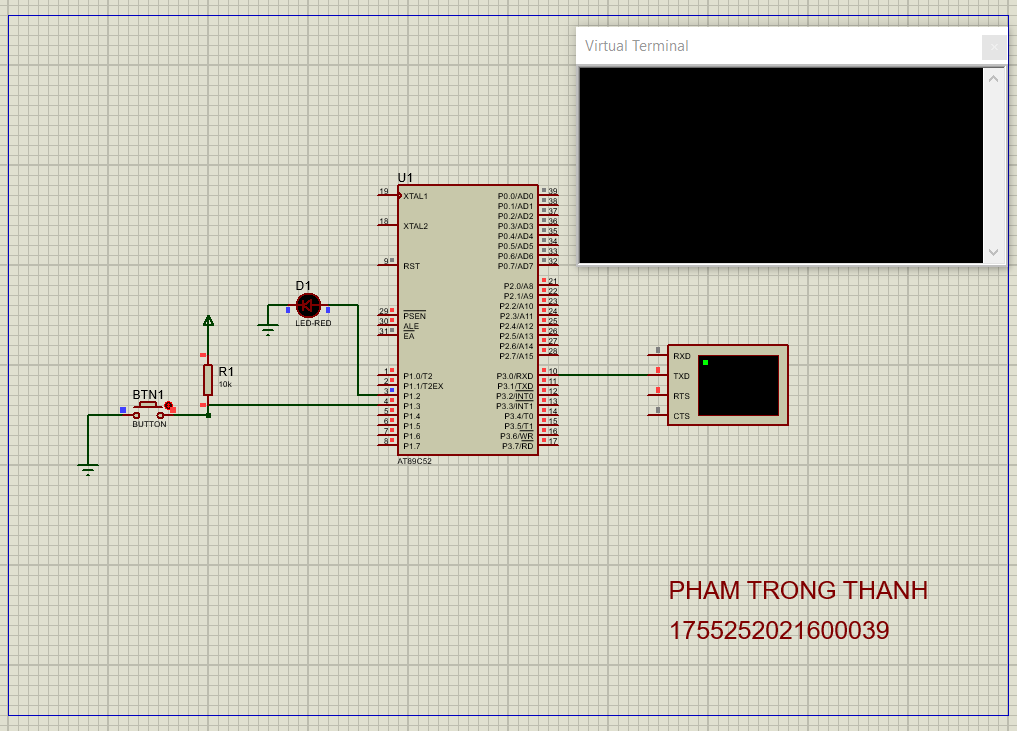 Virtual Terminal
U1
19
XTAL1
18
XTAL2
9
RST
29
PSEN
30
ALE
31
EA
1
P1.0/T2
2
P1.1/T2EX
3
P1.2
4
P1.3
5
P1.4
6
P1.5
7
P1.6
8
P1.7
P0.0/AD0
39
P0.1/AD1
38
P0.2/AD2
37
P0.3/AD3
36
P0.4/AD4
35
P0.5/AD5
34
P0.6/AD6
33
P0.7/AD7
32
P2.0/A8
21
P2.1/A9
22
P2.2/A10
23
P2.3/A11
24
P2.4/A12
25
P2.5/A13
26
P2.6/A14
27
P2.7/A15
28
P3.0/RXD
10
P3.1/TXD
11
P3.2/INT0
12
P3.3/INT1
13
P3.4/T0
14
P3.5/T1
15
P3.6/WR
16
P3.7/RD
17
AT89C52
D1
LED-RED
R1
10k
BTN1
BUTTON
RXD
TXD
RTS
CTS
PHAM TRONG THANH
1755252021600039